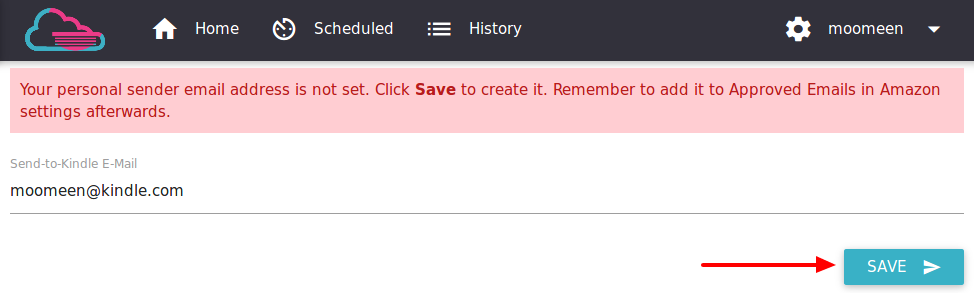 Home Scheduled History moomeen
Your personal sender email address is not set. Click Save to create it. Remember to add it to Approved Emails in Amazon
settings afterwards.
Send-to-Kindle E-Mail
moomeen@kindle.com
SAVE